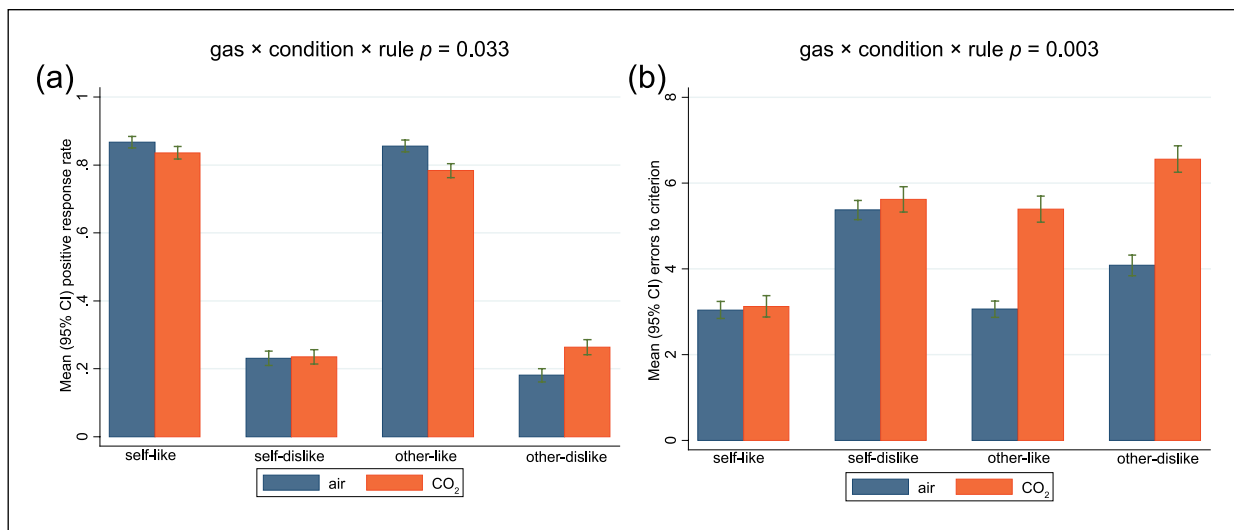 gas × condition × rule p = 0.033
(a)
Mean (95% CI) positive response rate
1
.8
.6
.4
.2
0
self-like
self-dislike
other-like
other-dislike
air
CO₂
gas × condition × rule p = 0.003
(b)
Mean (95% CI) errors to criterion
8
6
4
2
0
self-like
self-dislike
other-like
other-dislike
air
CO₂